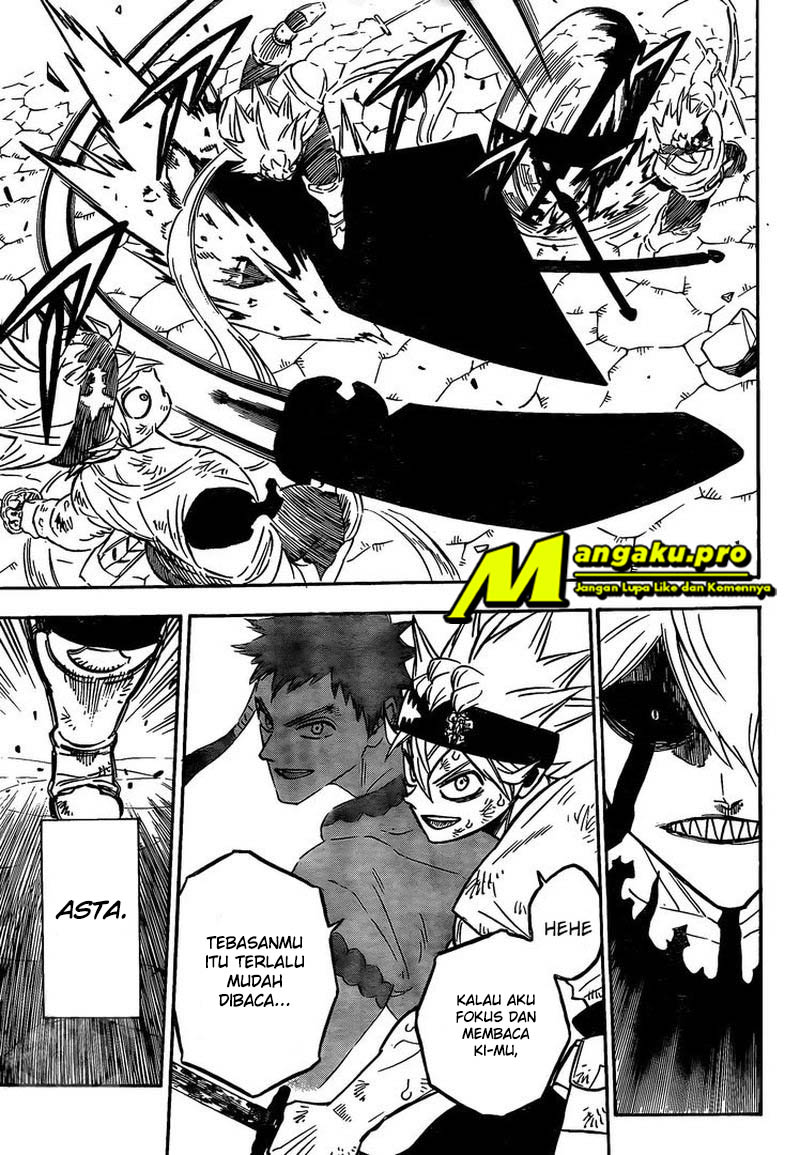 Mangaku.pro
Jangan Lupa Like dan Komennya
HEHE
KALAU AKU
FOKUS DAN
MEMBACA
KI-MU,
TEBASANMU
ITU TERLALU
MUDAH
DIBACA...
ASTA.